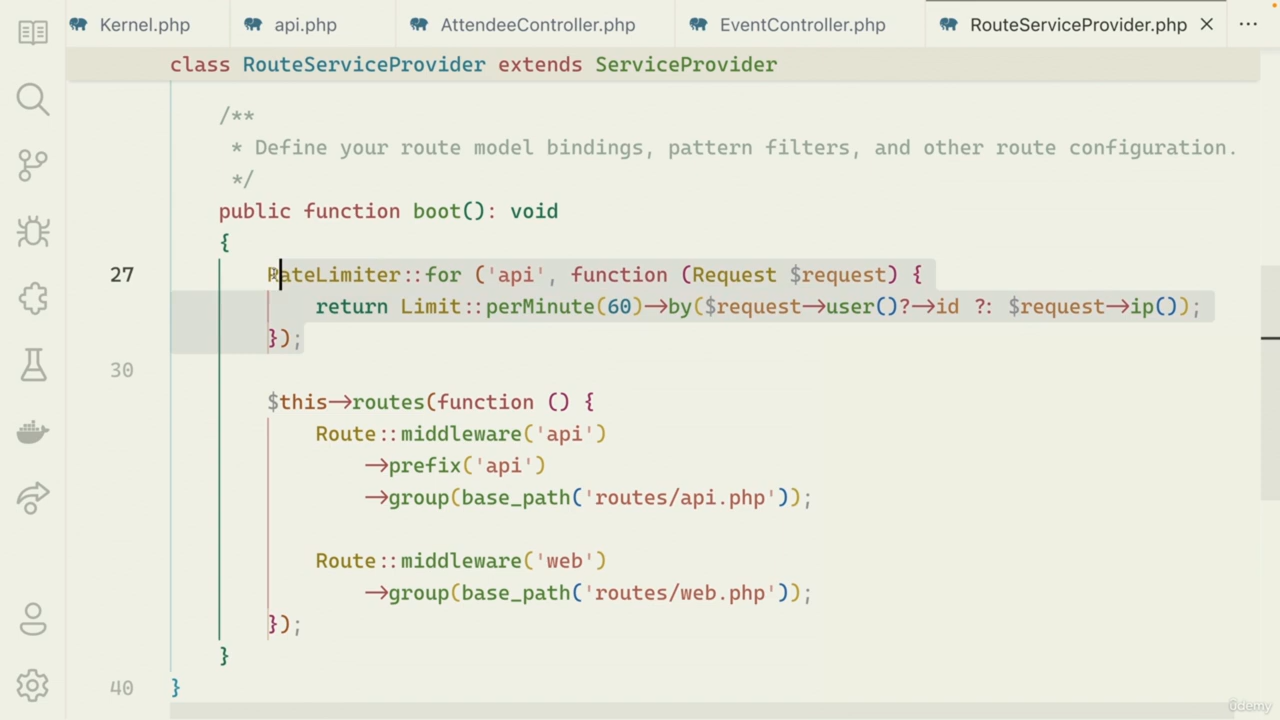 Kernel.php api.php AttendeeController.php EventController.php RouteServiceProvider.php
class RouteServiceProvider extends ServiceProvider
/**
* Define your route model bindings, pattern filters, and other route configuration.
*/
public function boot(): void
{
27 RateLimiter::for ('api', function (Request $request) {
return Limit::perMinute(60)->by($request->user()?->id ?: $request->ip());
});
30
$this->routes(function () {
Route::middleware('api')
->prefix('api')
->group(base_path('routes/api.php'));
Route::middleware('web')
->group(base_path('routes/web.php'));
});
}
40 }
ûdemy